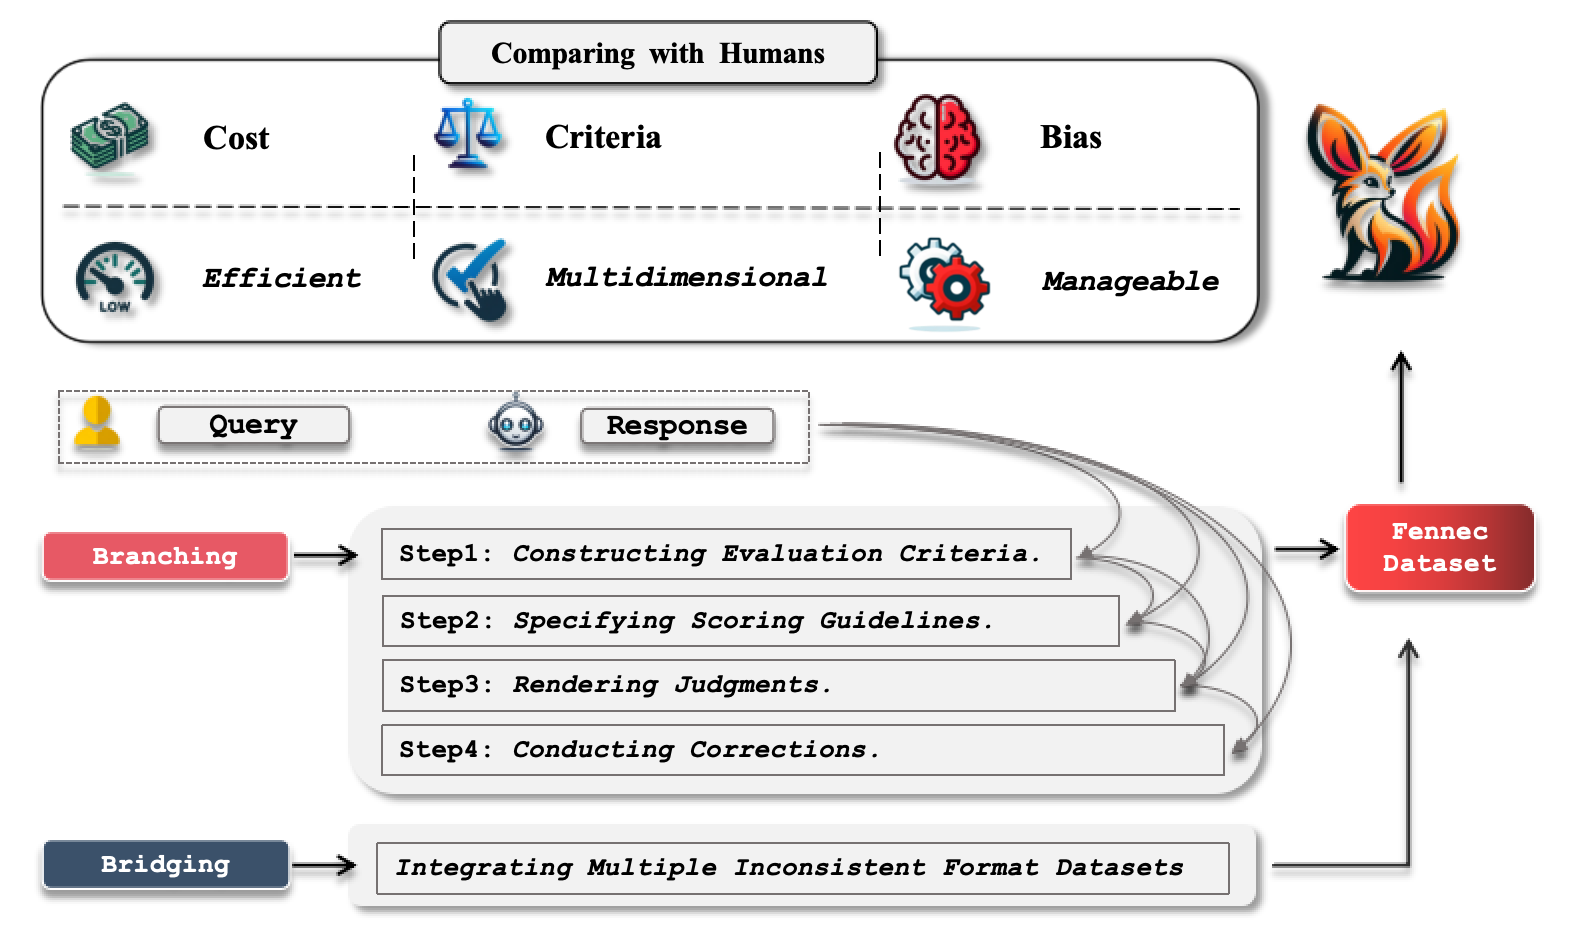 Comparing with Humans
Cost
Criteria
Bias
LOW
Efficient
Multidimensional
Manageable
Query
Response
Branching
Step1: Constructing Evaluation Criteria.
Step2: Specifying Scoring Guidelines.
Step3: Rendering Judgments.
Step4: Conducting Corrections.
Fennec
Dataset
Bridging
Integrating Multiple Inconsistent Format Datasets